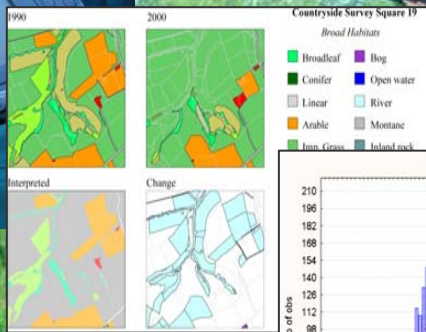 1990
2000
Countryside Survey Square 19
Broad Habitats
Broadleaf
Bog
Conifer
Open water
Linear
River
Arable
Montane
Imp. Grass
Inland rock
Interpreted
Change
210
196
182
168
154
140
126
112
98
of obs